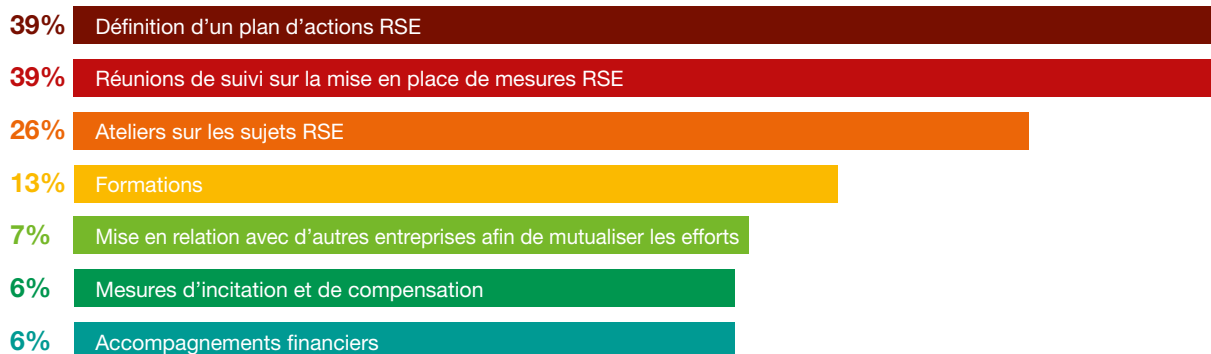 39% Définition d’un plan d’actions RSE
39% Réunions de suivi sur la mise en place de mesures RSE
26% Ateliers sur les sujets RSE
13% Formations
7% Mise en relation avec d’autres entreprises afin de mutualiser les efforts
6% Mesures d’incitation et de compensation
6% Accompagnements financiers